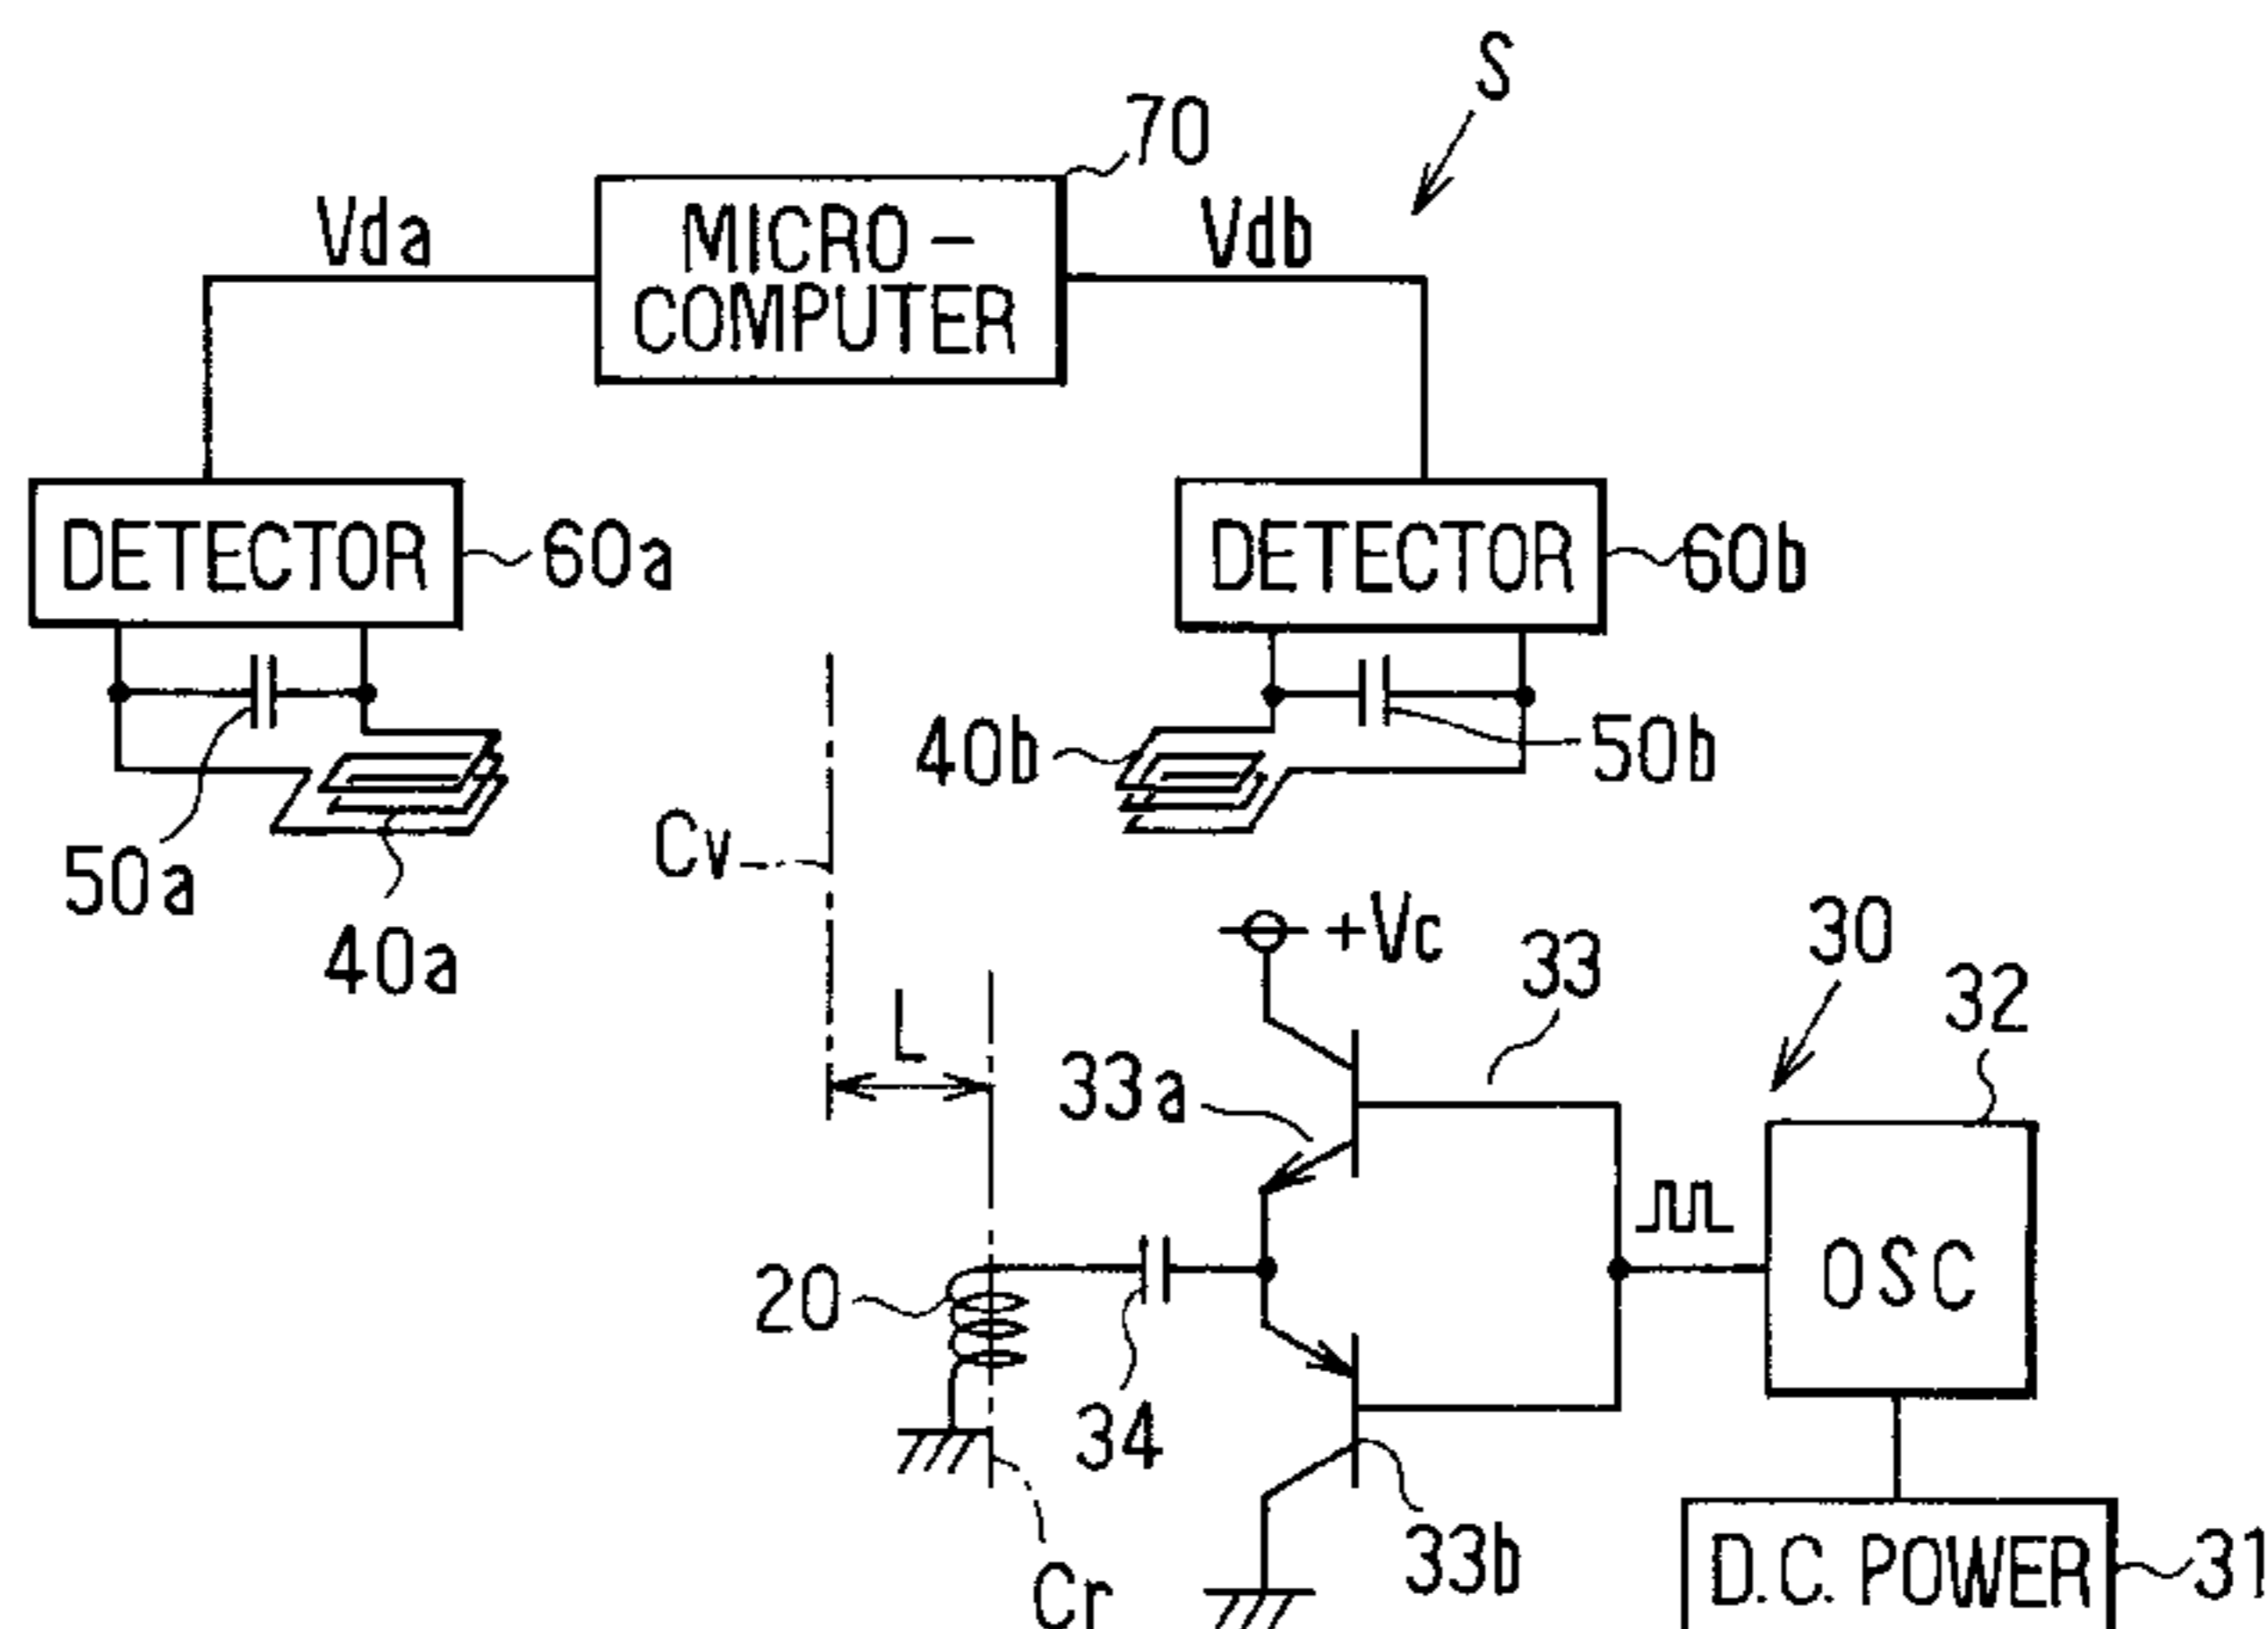 S
70
Vda
MICRO-
COMPUTER
Vdb
DETECTOR
60a
DETECTOR
60b
50a
40a
40b
50b
Cv
+Vc
33
30
32
L
33a
20
34
OSC
33b
Cr
D.C. POWER
31